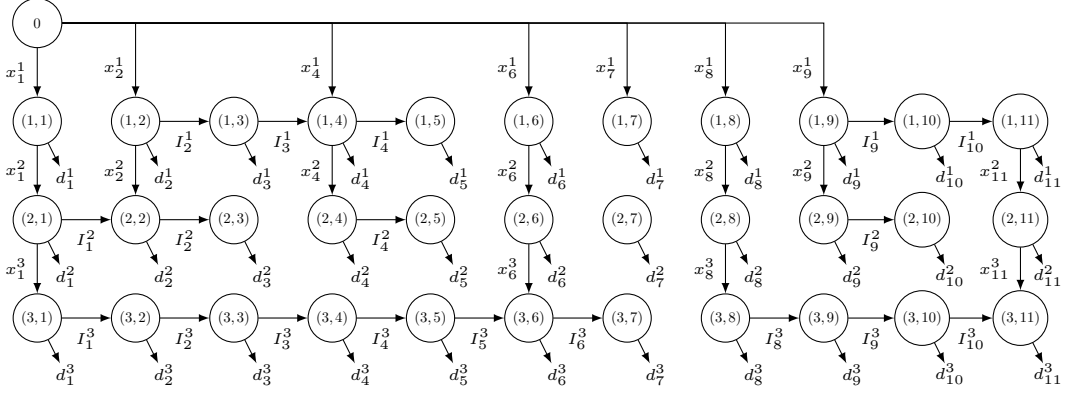 0
x_1^1 x_2^1 x_4^1 x_6^1 x_7^1 x_8^1 x_9^1
(1, 1) (1, 2) (1, 3) (1, 4) (1, 5) (1, 6) (1, 7) (1, 8) (1, 9) (1, 10) (1, 11)
I_2^1 I_3^1 I_4^1 I_9^1 I_{10}^1
x_1^2 x_2^2 x_4^2 x_6^2 x_8^2 x_9^2 x_{11}^2
d_1^1 d_2^1 d_3^1 d_4^1 d_5^1 d_6^1 d_7^1 d_8^1 d_9^1 d_{10}^1 d_{11}^1
(2, 1) (2, 2) (2, 3) (2, 4) (2, 5) (2, 6) (2, 7) (2, 8) (2, 9) (2, 10) (2, 11)
I_1^2 I_2^2 I_4^2 I_9^2
x_1^3 x_6^3 x_8^3 x_{11}^3
d_1^2 d_2^2 d_3^2 d_4^2 d_5^2 d_6^2 d_7^2 d_8^2 d_9^2 d_{10}^2 d_{11}^2
(3, 1) (3, 2) (3, 3) (3, 4) (3, 5) (3, 6) (3, 7) (3, 8) (3, 9) (3, 10) (3, 11)
I_1^3 I_2^3 I_3^3 I_4^3 I_5^3 I_6^3 I_8^3 I_9^3 I_{10}^3
d_1^3 d_2^3 d_3^3 d_4^3 d_5^3 d_6^3 d_7^3 d_8^3 d_9^3 d_{10}^3 d_{11}^3